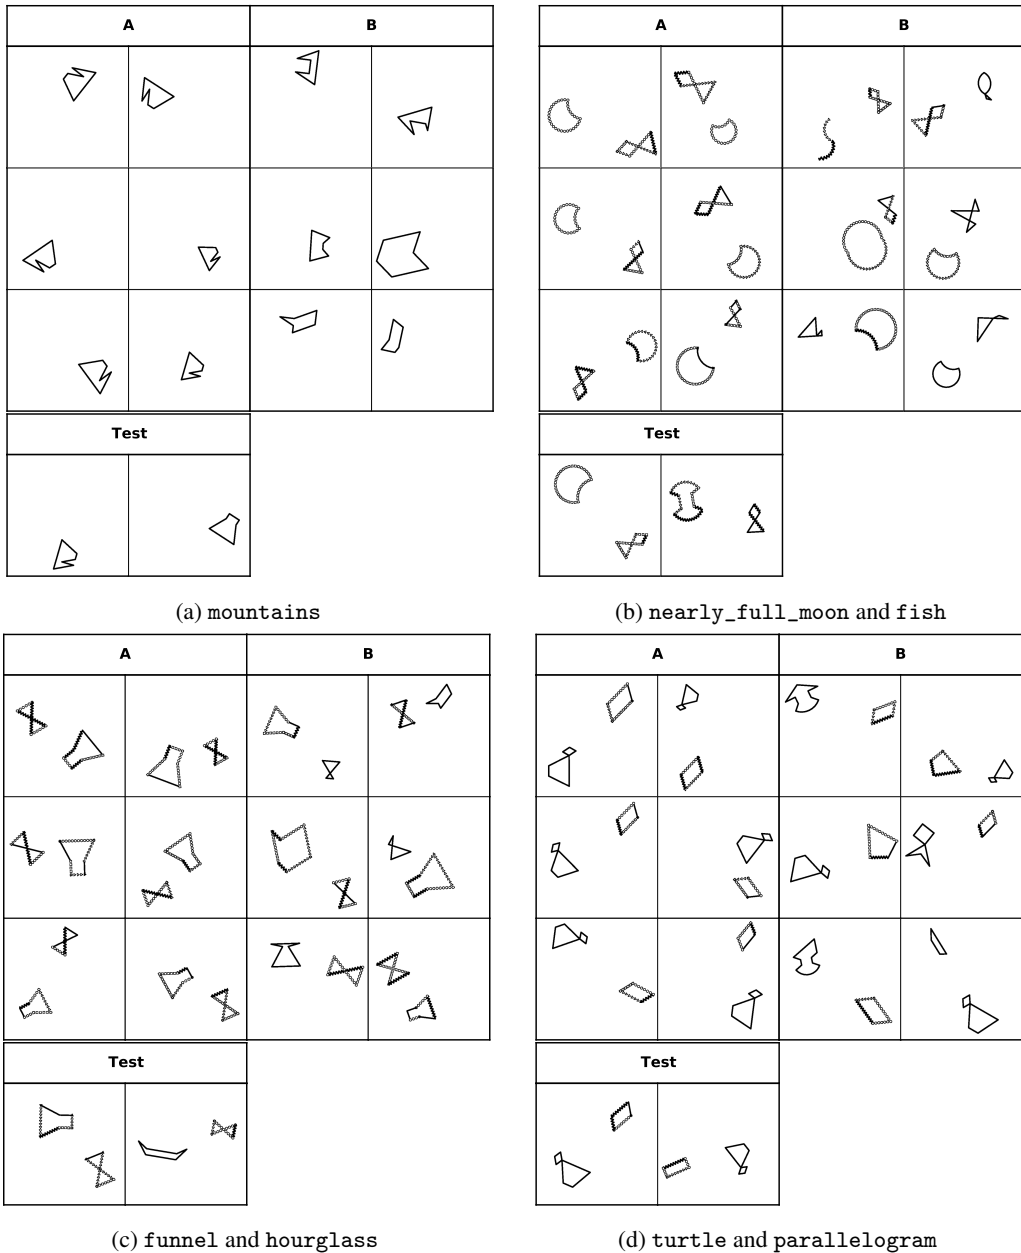 A B
A B
Test
Test
(a) mountains
(b) nearly_full_moon and fish
A B
A B
Test
Test
(c) funnel and hourglass
(d) turtle and parallelogram